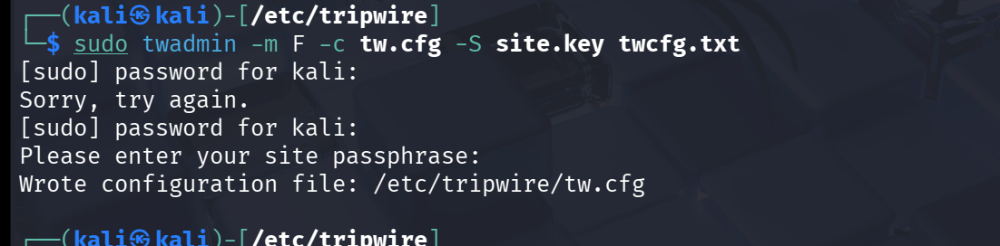 ┌──(kali㉿kali)-[/etc/tripwire]
└─$ sudo twadmin -m F -c tw.cfg -S site.key twcfg.txt
[sudo] password for kali:
Sorry, try again.
[sudo] password for kali:
Please enter your site passphrase:
Wrote configuration file: /etc/tripwire/tw.cfg
┌──(kali㉿kali)-[/etc/tripwire]